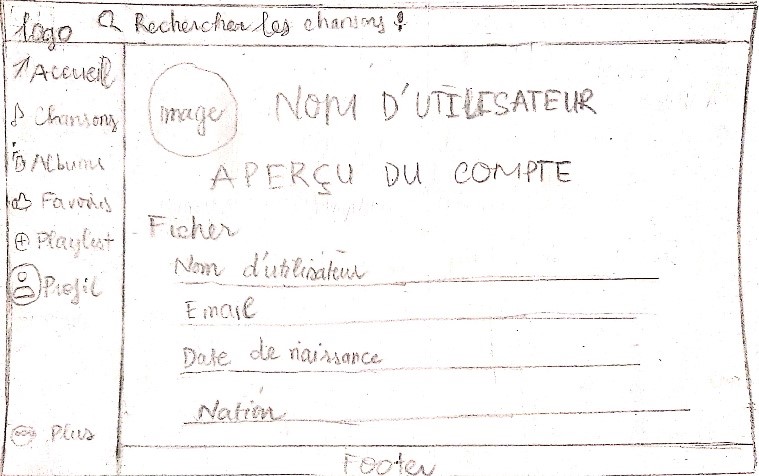 logo Rechercher les chansons !
Accueil
Chansons
Albums
Favoris
Playlist
Profil
Plus
image
NOM D'UTILISATEUR
APERÇU DU COMPTE
Ficher
Nom d'utilisateur
Email
Date de naissance
Nation
Footer